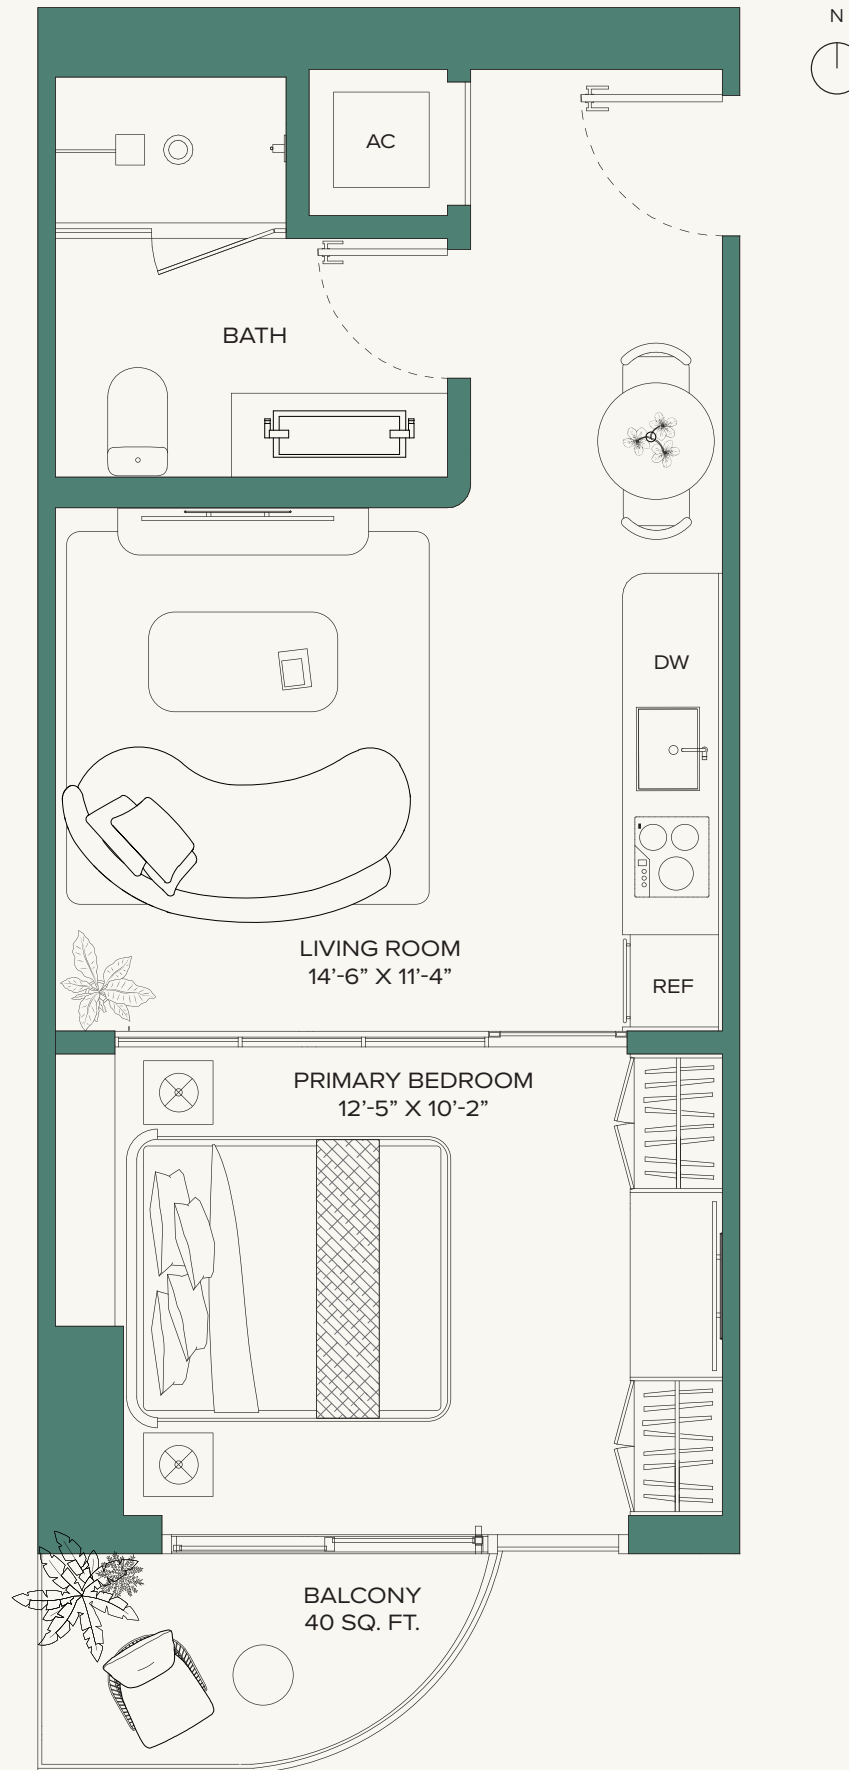 N
AC
BATH
DW
LIVING ROOM
14’-6” X 11’-4”
REF
PRIMARY BEDROOM
12’-5” X 10’-2”
BALCONY
40 SQ. FT.